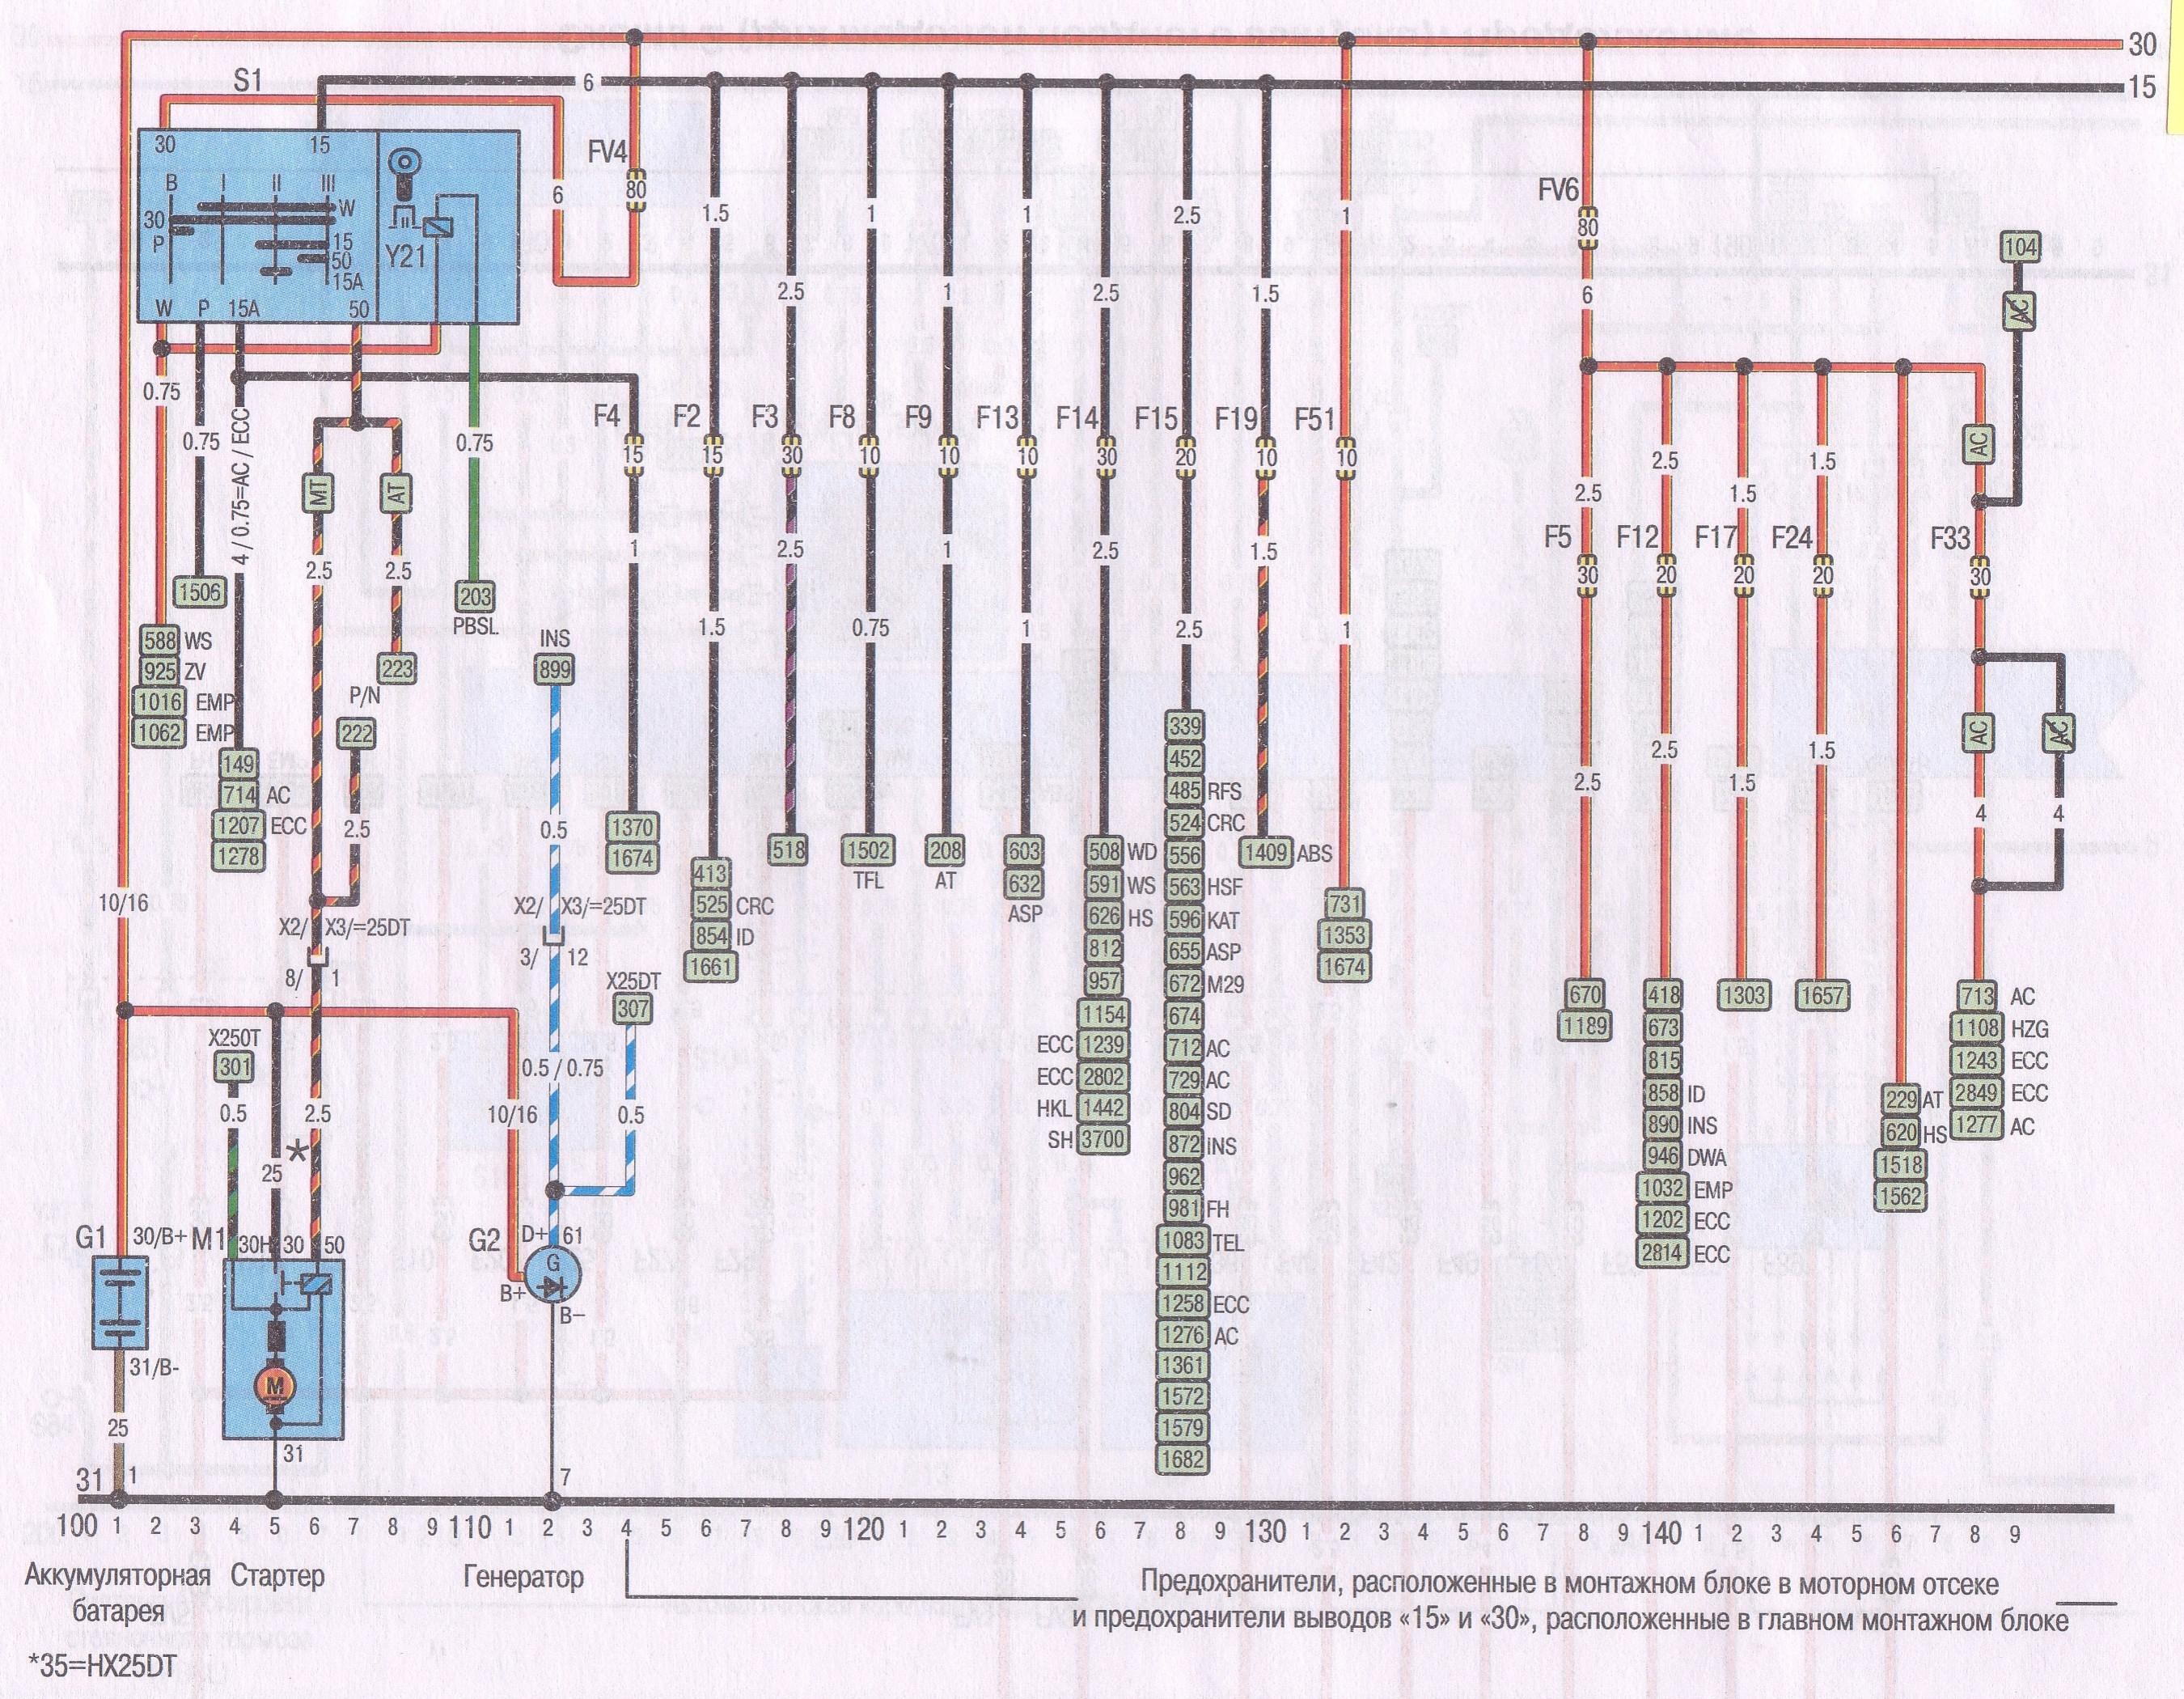 30
15
S1
6
30
15
FV4
80
6
B I II III
W
30
P
15
50
15A
Y21
W P 15A 50
1.5
2.5
1
1
1
2.5
2.5
1.5
1
FV6
80
6
104
AC
0.75
0.75
4 / 0.75=AC / ECC
MT
AT
0.75
2.5
2.5
F4
15
F2
15
F3
30
F8
10
F9
10
F13
10
F14
30
F15
20
F19
10
F51
10
2.5
2.5
1.5
1.5
AC
F5
30
F12
20
F17
20
F24
20
F33
30
1
1.5
2.5
0.75
1
1
2.5
2.5
1.5
1
1506
203
PBSL
588 WS
925 ZV
1016 EMP
1062 EMP
223
P/N
222
INS
899
149
714 AC
1207 ECC
1278
2.5
0.5
1370
1674
413
525 CRC
854 ID
1661
518
1502
TFL
208
AT
603
632
ASP
508 WD
591 WS
626 HS
812
957
1154
ECC 1239
ECC 2802
HKL 1442
SH 3700
339
452
485 RFS
524 CRC
556
563 HSF
596 KAT
655 ASP
672 M29
674
712 AC
729 AC
804 SD
872 iNS
962
981 FH
1083 TEL
1112
1258 ECC
1276 AC
1361
1572
1579
1682
1409 ABS
731
1353
1674
2.5
2.5
1.5
1.5
AC
AC
4
4
670
1189
418
673
815
858 ID
890 INS
946 DWA
1032 EMP
1202 ECC
2814 ECC
1303
1657
229 AT
620 HS
1518
1562
713 AC
1108 HZG
1243 ECC
2849 ECC
1277 AC
10/16
X2/ X3/=25DT
8/ 1
X2/ X3/=25DT
3/ 12
X25DT
307
X250T
301
0.5
2.5
25
*
10/16
0.5 / 0.75
0.5
G1
30/B+
M1
30H 30 50
G2
D+ 61
G
B+
B−
31/B-
M
25
31
31
1
7
100 1 2 3 4 5 6 7 8 9 110 1 2 3 4 5 6 7 8 9 120 1 2 3 4 5 6 7 8 9 130 1 2 3 4 5 6 7 8 9 140 1 2 3 4 5 6 7 8 9
Аккумуляторная
батарея
Стартер
Генератор
Предохранители, расположенные в монтажном блоке в моторном отсеке
и предохранители выводов «15» и «30», расположенные в главном монтажном блоке
*35=HX25DT